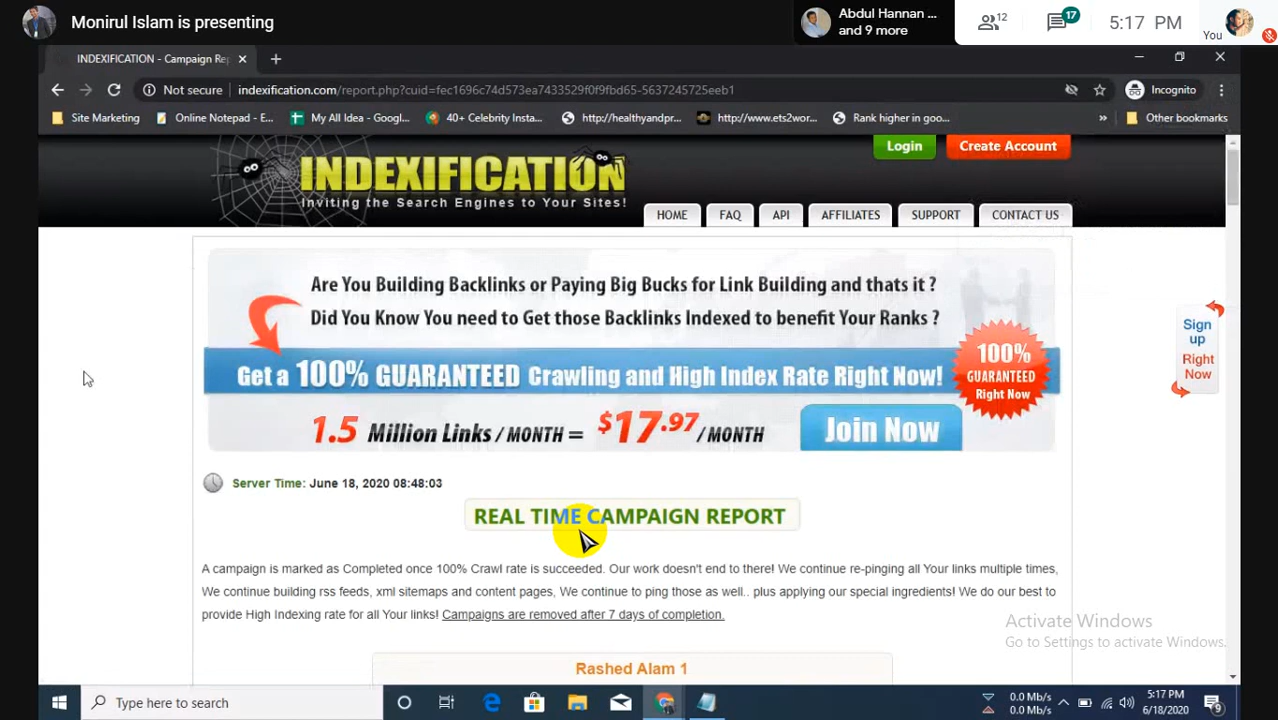 Monirul Islam is presenting
Abdul Hannan ...
and 9 more
12
17
5:17 PM
You
INDEXIFICATION - Campaign Re
Not secure
indexification.com/report.php?cuid=fec1696c74d573ea7433529f0f9fbd65-5637245725eeb1
Incognito
Site Marketing
Online Notepad - E...
My All Idea - Googl...
40+ Celebrity Insta...
http://healthyandpr...
http://www.ets2wor...
Rank higher in goo...
Other bookmarks
INDEXIFICATION
Inviting the Search Engines to Your Sites!
Login
Create Account
HOME
FAQ
API
AFFILIATES
SUPPORT
CONTACT US
Are You Building Backlinks or Paying Big Bucks for Link Building and thats it ?
Did You Know You need to Get those Backlinks Indexed to benefit Your Ranks ?
Get a 100% GUARANTEED Crawling and High Index Rate Right Now!
100%
GUARANTEED
Right Now
1.5 Million Links / MONTH = $17.97 / MONTH
Join Now
Sign
up
Right
Now
Server Time: June 18, 2020 08:48:03
REAL TIME CAMPAIGN REPORT
A campaign is marked as Completed once 100% Crawl rate is succeeded. Our work doesn't end to there! We continue re-pinging all Your links multiple times,
We continue building rss feeds, xml sitemaps and content pages, We continue to ping those as well.. plus applying our special ingredients! We do our best to
provide High Indexing rate for all Your links! Campaigns are removed after 7 days of completion.
Activate Windows
Go to Settings to activate Windows.
Rashed Alam 1
Type here to search
0.0 Mb/s
0.0 Mb/s
5:17 PM
6/18/2020
9